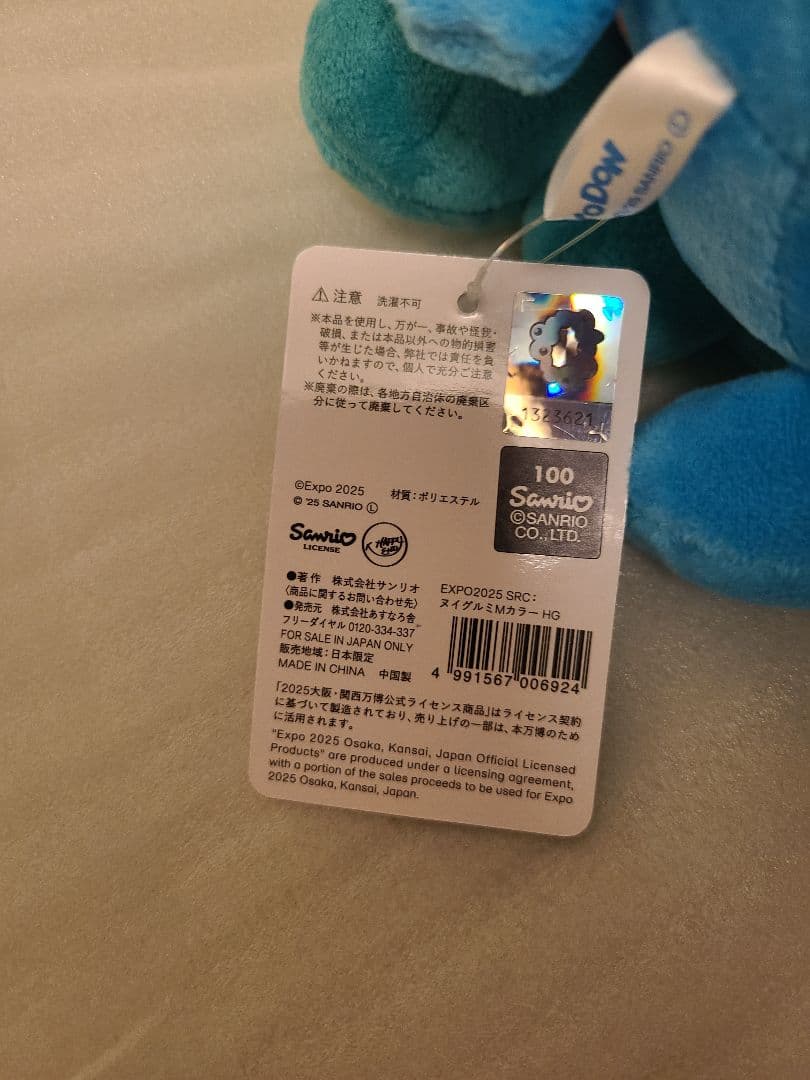 oDON
SANRIO Ⓛ
⚠ 注意 洗濯不可
※本品を使用し、万が一、事故や怪我・
破損、または本品以外への物的損害
等が生じた場合、弊社では責任を負
いかねますので、個人で充分ご注意
ください。
※廃棄の際は、各地方自治体の廃棄区
分に従って廃棄してください。
1323621
100
Sanrio
©SANRIO
CO.,LTD.
©Expo 2025
© '25 SANRIO Ⓛ
材質:ポリエステル
Sanrio
LICENSE
HAPPY
●著作 株式会社サンリオ
〈商品に関するお問い合わせ先〉
●発売元 株式会社あすなろ舎
フリーダイヤル 0120-334-337
FOR SALE IN JAPAN ONLY
販売地域:日本限定
MADE IN CHINA 中国製
EXPO2025 SRC:
ヌイグルミMカラー HG
4 991567 006924
「2025大阪・関西万博公式ライセンス商品」はライセンス契約
に基づいて製造されており、売り上げの一部は、本万博のため
に活用されます。
"Expo 2025 Osaka, Kansai, Japan Official Licensed
Products" are produced under a licensing agreement,
with a portion of the sales proceeds to be used for Expo
2025 Osaka, Kansai, Japan.